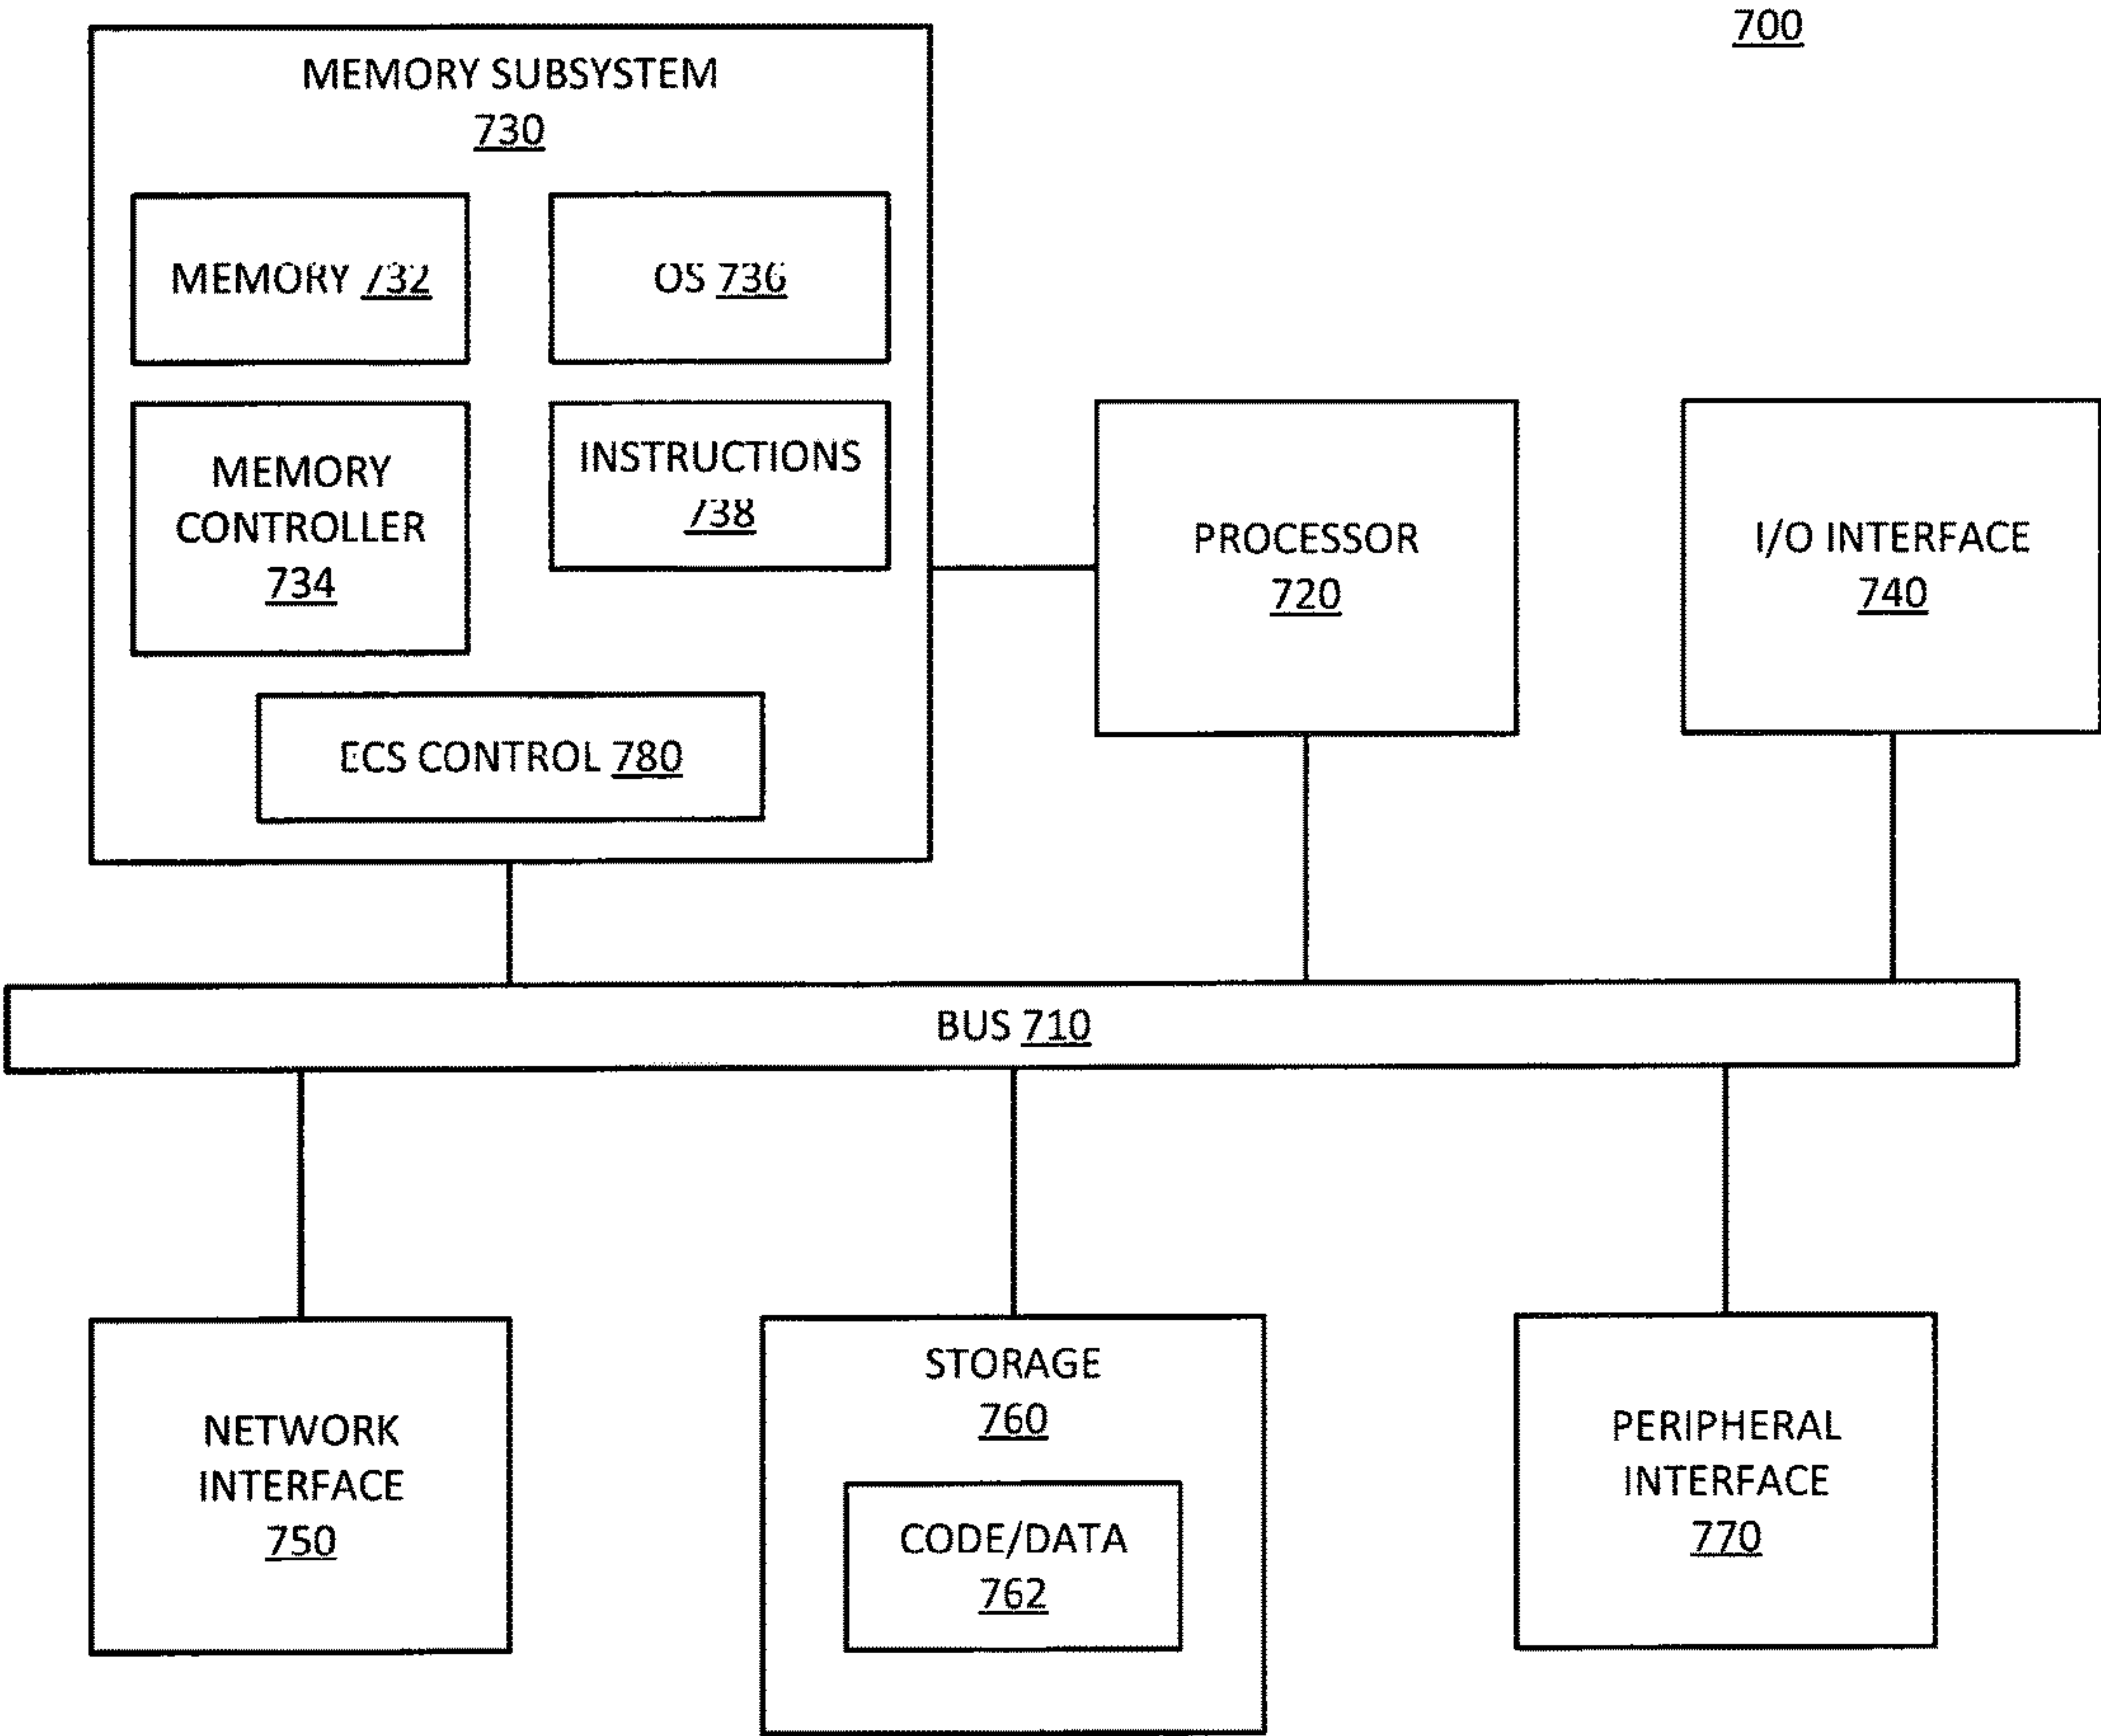 700
MEMORY SUBSYSTEM
730
MEMORY 732
OS 736
MEMORY
CONTROLLER
734
INSTRUCTIONS
738
ECS CONTROL 780
PROCESSOR
720
I/O INTERFACE
740
BUS 710
NETWORK
INTERFACE
750
STORAGE
760
CODE/DATA
762
PERIPHERAL
INTERFACE
770